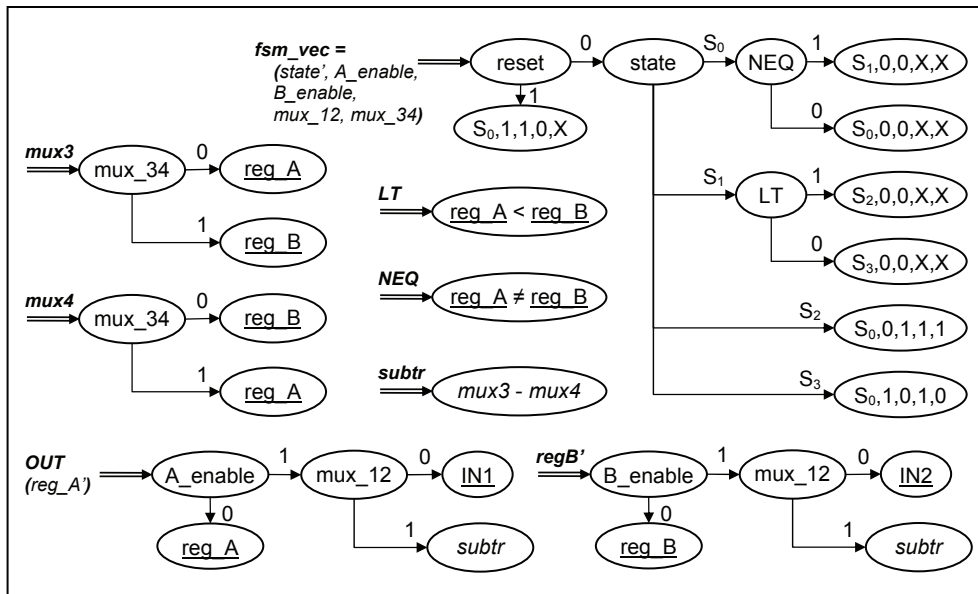 fsm_vec =
(state', A_enable,
B_enable,
mux_12, mux_34)
reset
0
state
S0
NEQ
1
S1,0,0,X,X
1
S0,1,1,0,X
0
S0,0,0,X,X
mux3
mux_34
0
reg_A
1
reg_B
LT
reg_A < reg_B
S1
LT
1
S2,0,0,X,X
0
S3,0,0,X,X
mux4
mux_34
0
reg_B
1
reg_A
NEQ
reg_A ≠ reg_B
S2
S0,0,1,1,1
subtr
mux3 - mux4
S3
S0,1,0,1,0
OUT
(reg_A')
A_enable
1
mux_12
0
IN1
0
reg_A
1
subtr
regB'
B_enable
1
mux_12
0
IN2
0
reg_B
1
subtr